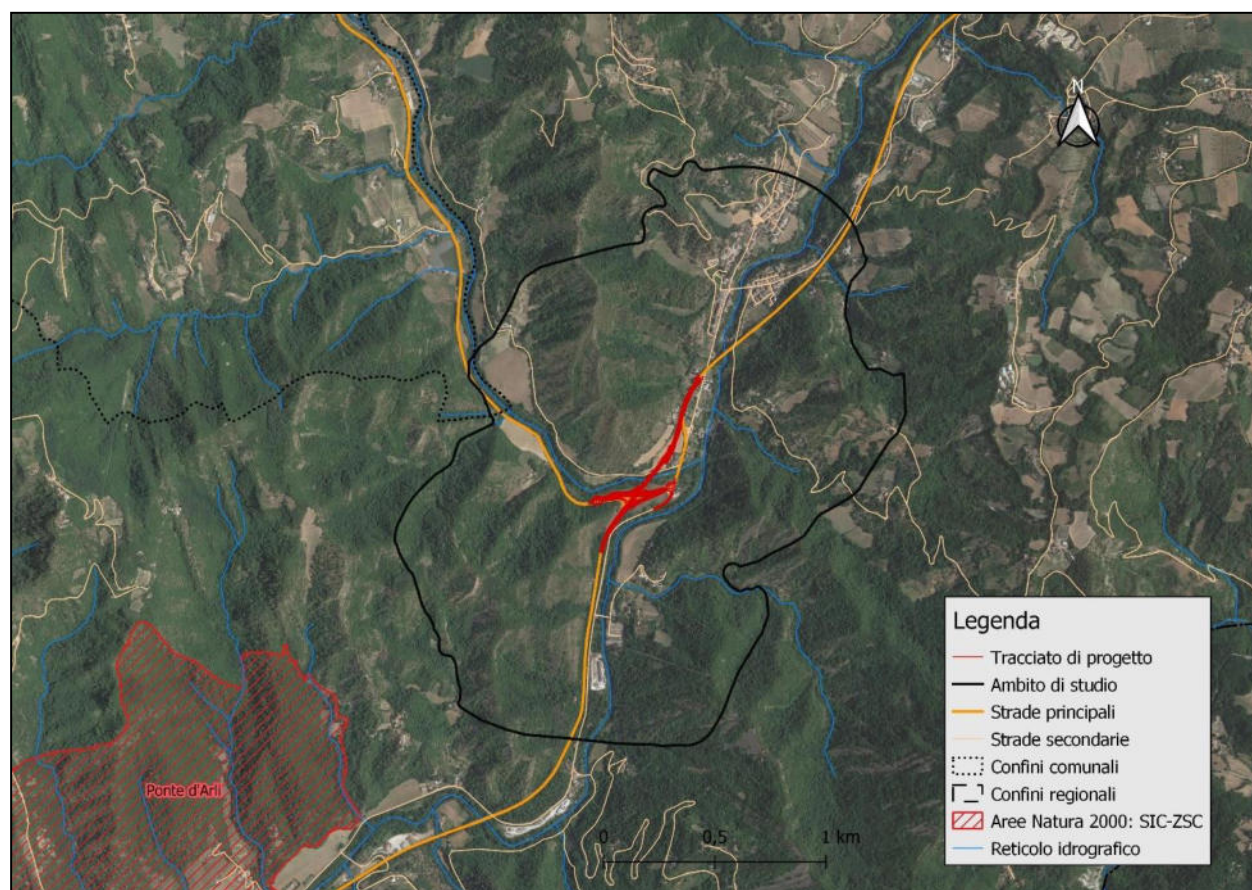 N
Ponte d'Arli
0
0,5
1 km
Legenda
Tracciato di progetto
Ambito di studio
Strade principali
Strade secondarie
Confini comunali
Confini regionali
Aree Natura 2000: SIC-ZSC
Reticolo idrografico